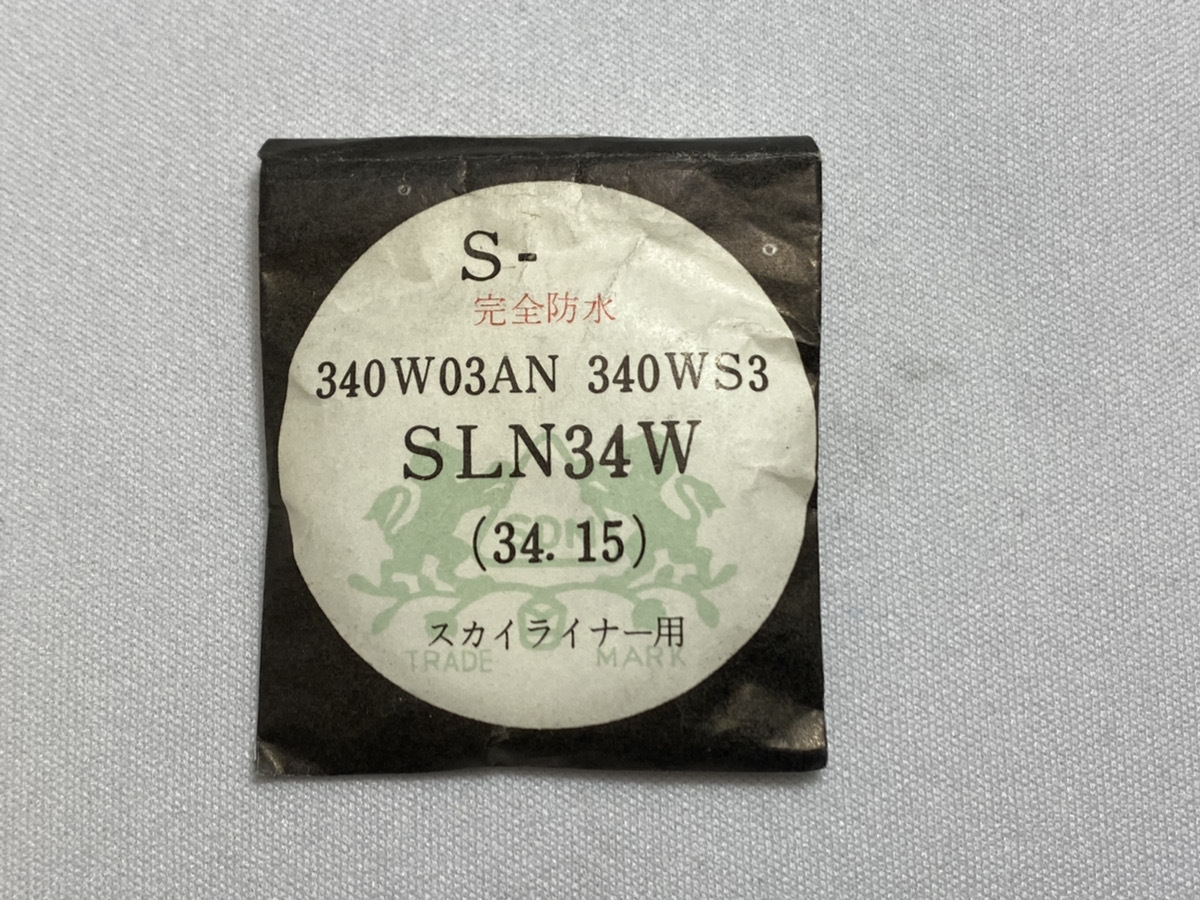 S-
完全防水
340W03AN 340WS3
SLN34W
(34.15)
スカイライナー用
TRADE MARK